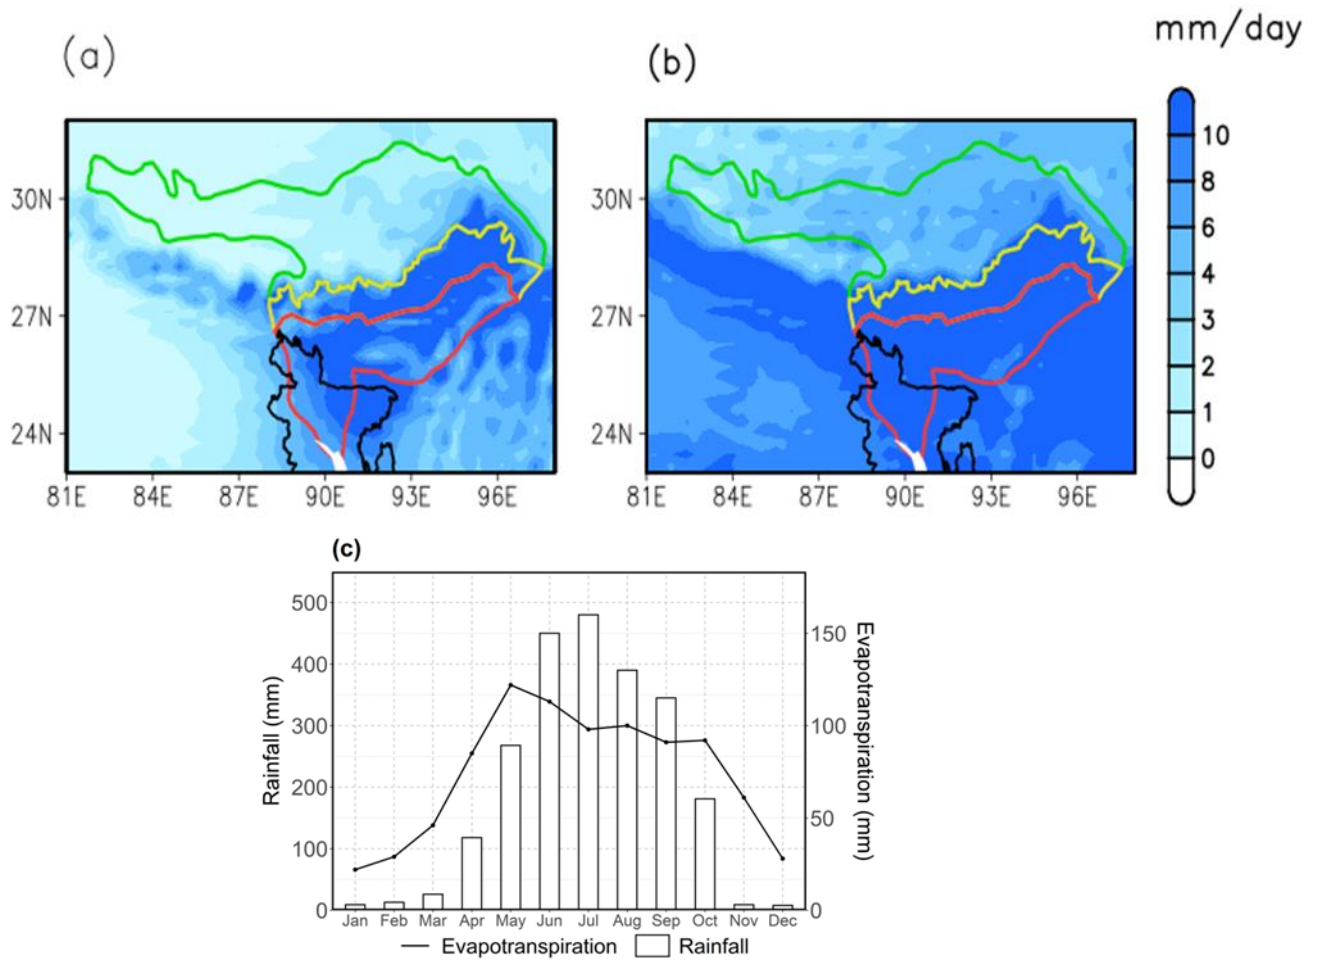 mm/day
(a)
(b)
30N
27N
24N
81E 84E 87E 90E 93E 96E
30N
27N
24N
81E 84E 87E 90E 93E 96E
10
8
6
4
3
2
1
0
(c)
Rainfall (mm)
500
400
300
200
100
0
150
100
50
0
Evapotranspiration (mm)
Jan Feb Mar Apr May Jun Jul Aug Sep Oct Nov Dec
Evapotranspiration Rainfall